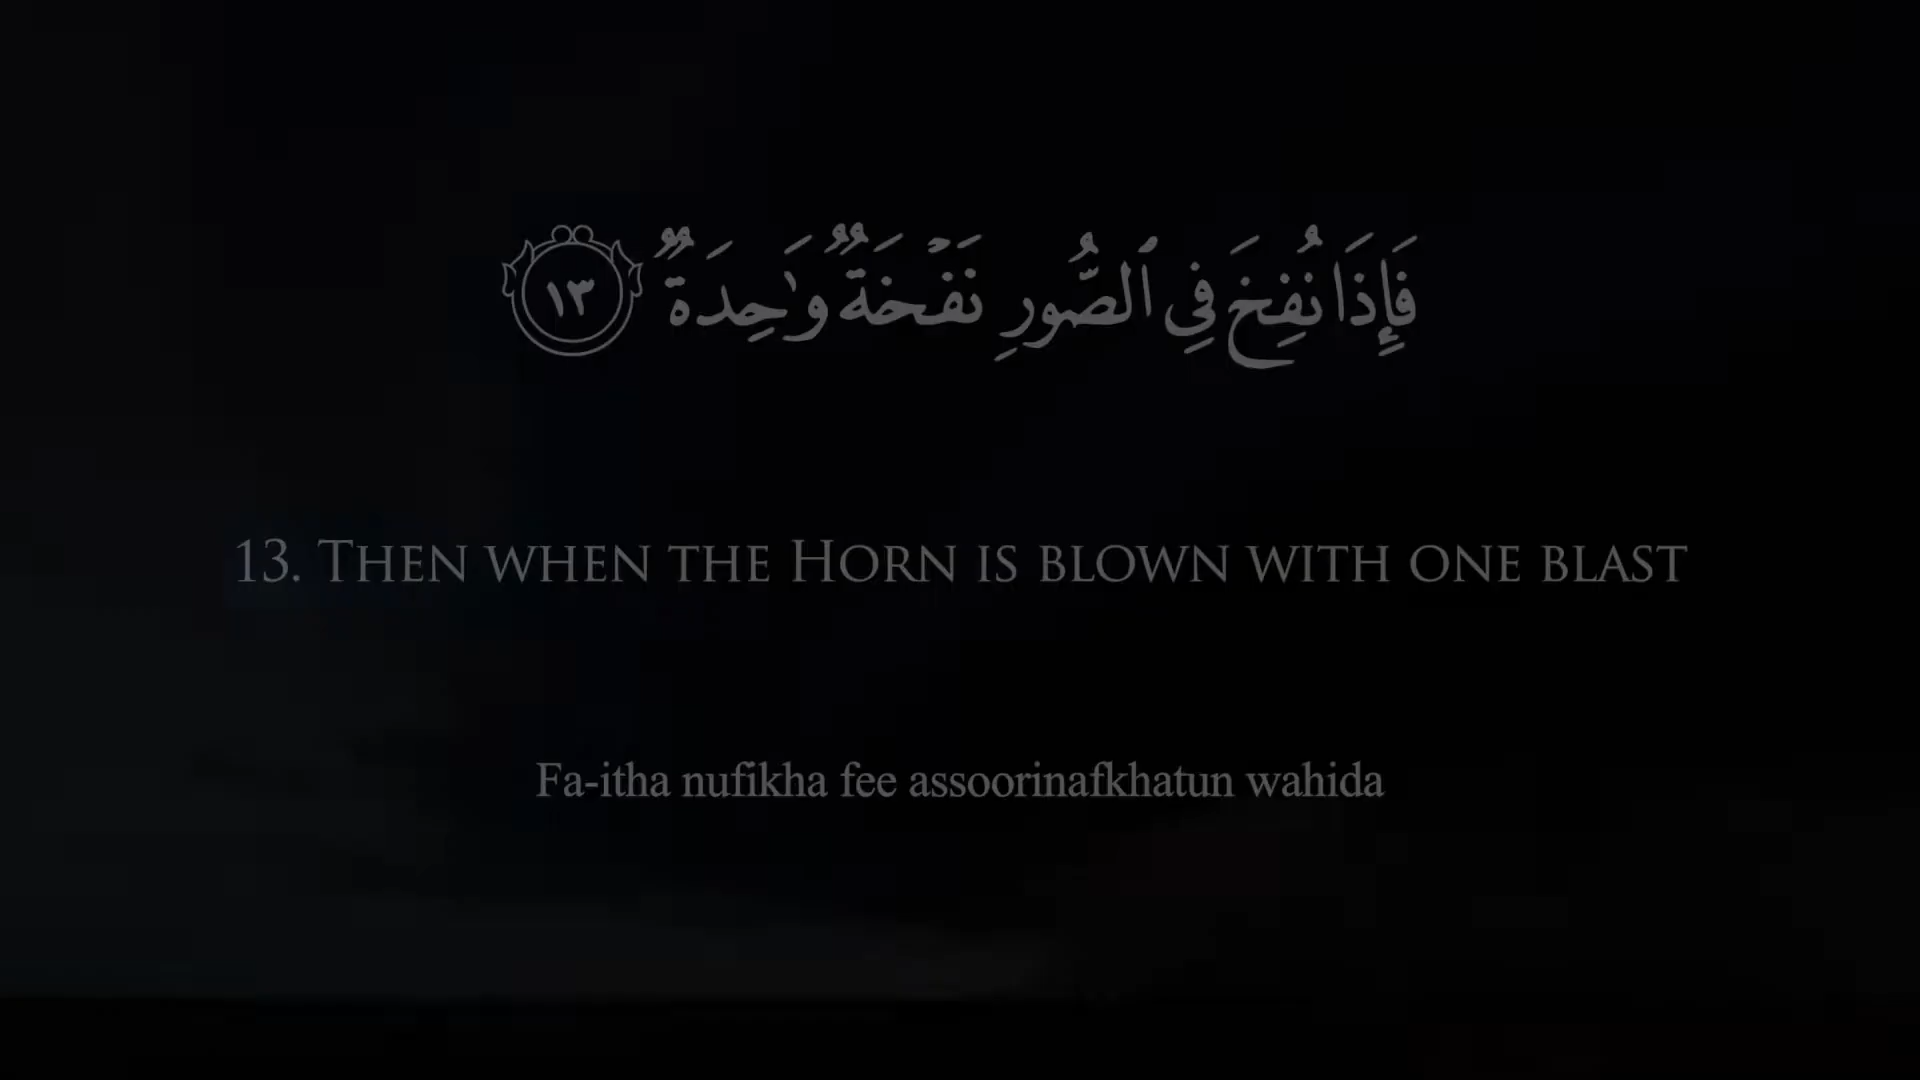 فَإِذَا نُفِخَ فِى ٱلصُّورِ نَفْخَةٌ وَٰحِدَةٌ ١٣
13. Then when the Horn is blown with one blast
Fa-itha nufikha fee assoorinafkhatun wahida